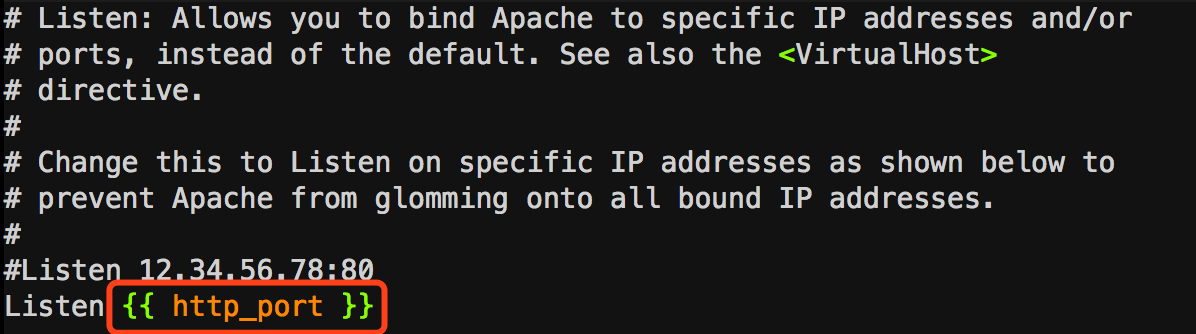 # Listen: Allows you to bind Apache to specific IP addresses and/or
# ports, instead of the default. See also the <VirtualHost>
# directive.
#
# Change this to Listen on specific IP addresses as shown below to
# prevent Apache from glomming onto all bound IP addresses.
#
#Listen 12.34.56.78:80
Listen {{ http_port }}